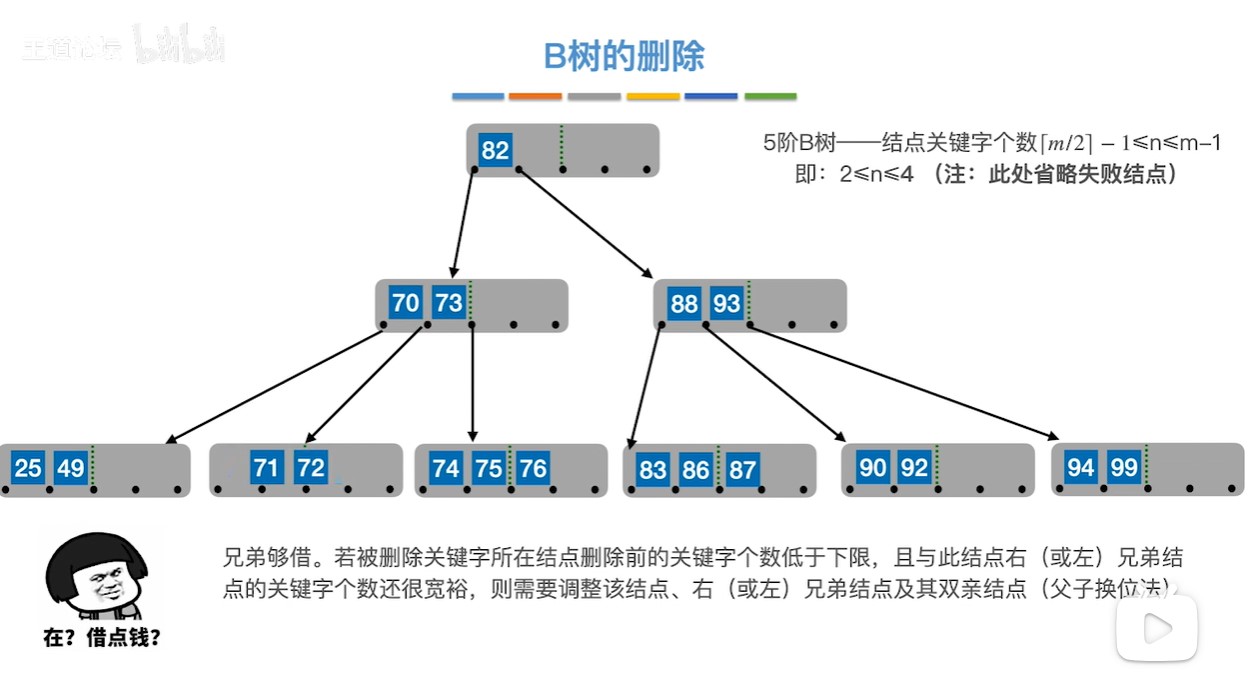 王道论坛 bilibili
B树的删除
82
5阶B树——结点关键字个数⌈m/2⌉ – 1≤n≤m–1
即：2≤n≤4 （注：此处省略失败结点）
70 73
88 93
25 49
71 72
74 75 76
83 86 87
90 92
94 99
兄弟够借。若被删除关键字所在结点删除前的关键字个数低于下限，且与此结点右（或左）兄弟结
点的关键字个数还很宽裕，则需要调整该结点、右（或左）兄弟结点及其双亲结点（父子换位法）
在？借点钱？